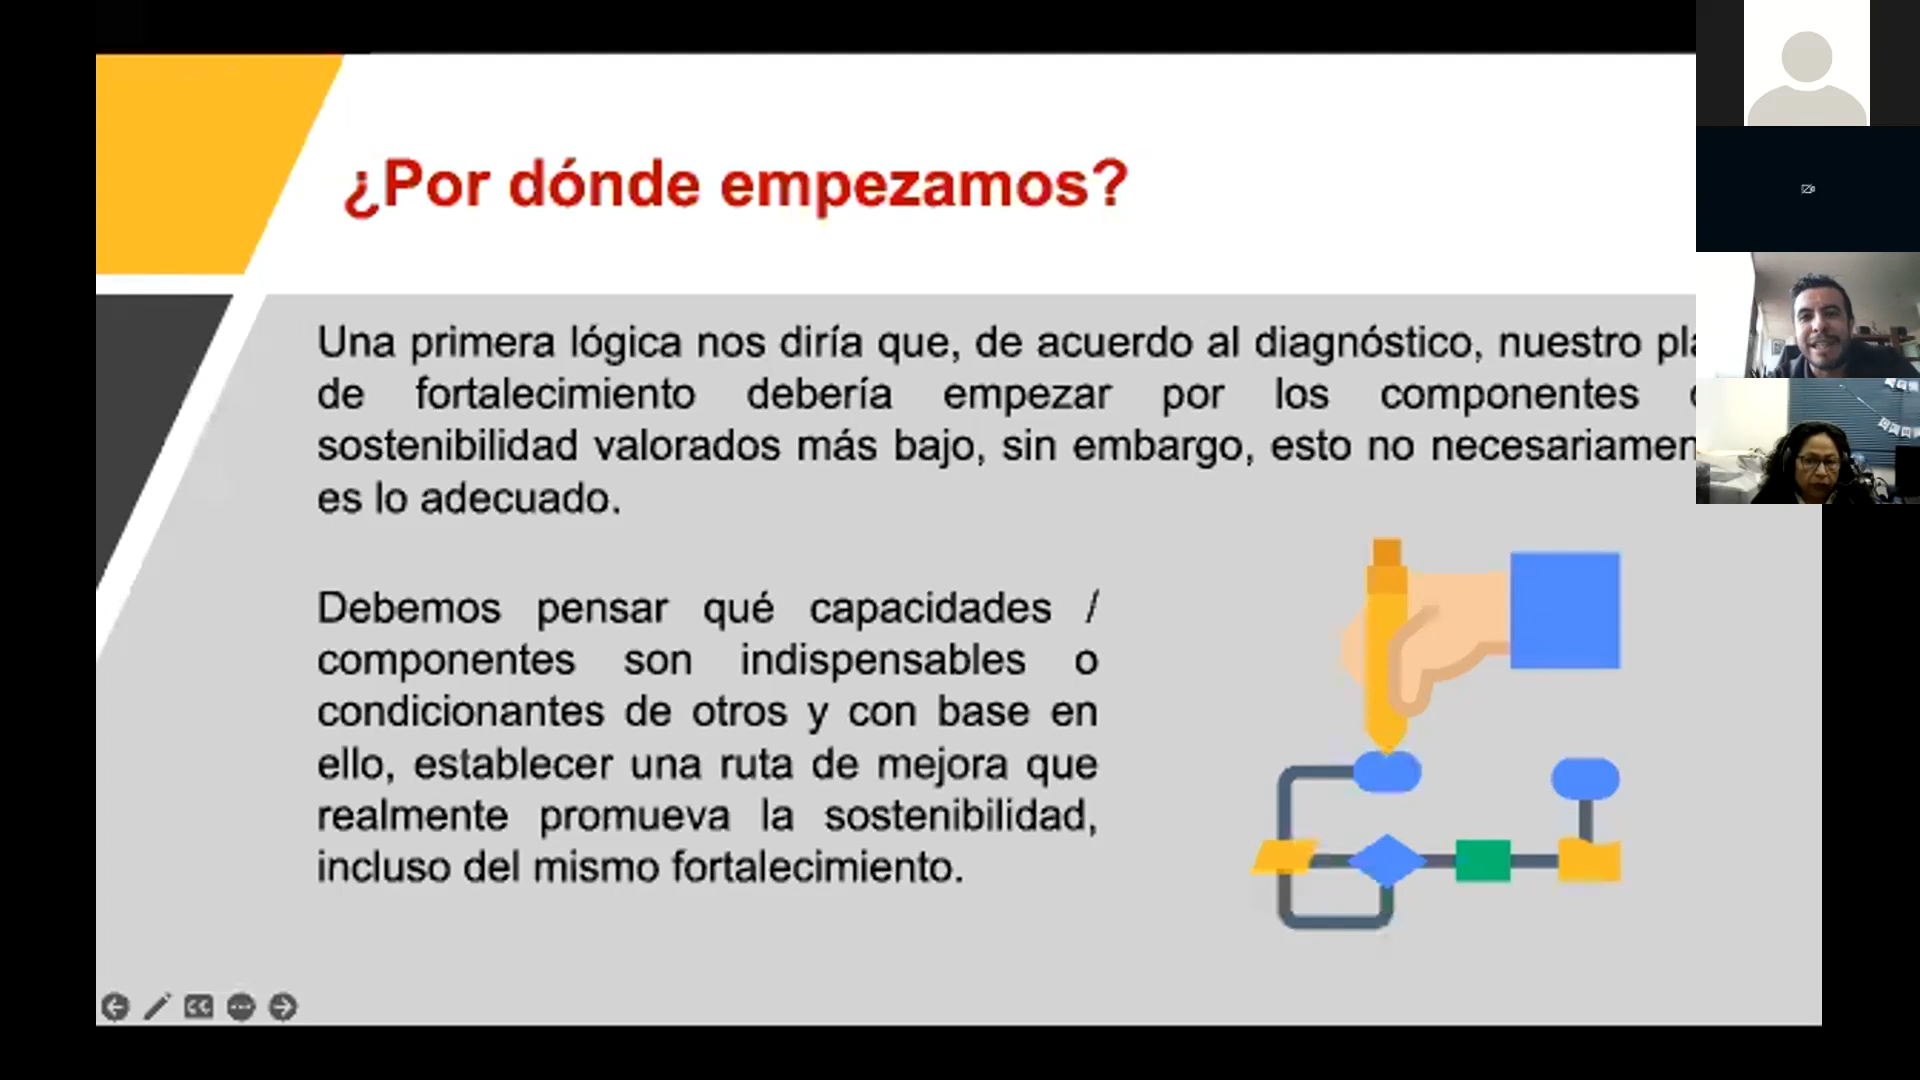 ¿Por dónde empezamos?
Una primera lógica nos diría que, de acuerdo al diagnóstico, nuestro
de fortalecimiento debería empezar por los componentes
sostenibilidad valorados más bajo, sin embargo, esto no
es lo adecuado.
Debemos pensar qué capacidades /
componentes son indispensables o
condicionantes de otros y con base en
ello, establecer una ruta de mejora que
realmente promueva la sostenibilidad,
incluso del mismo fortalecimiento.
CC